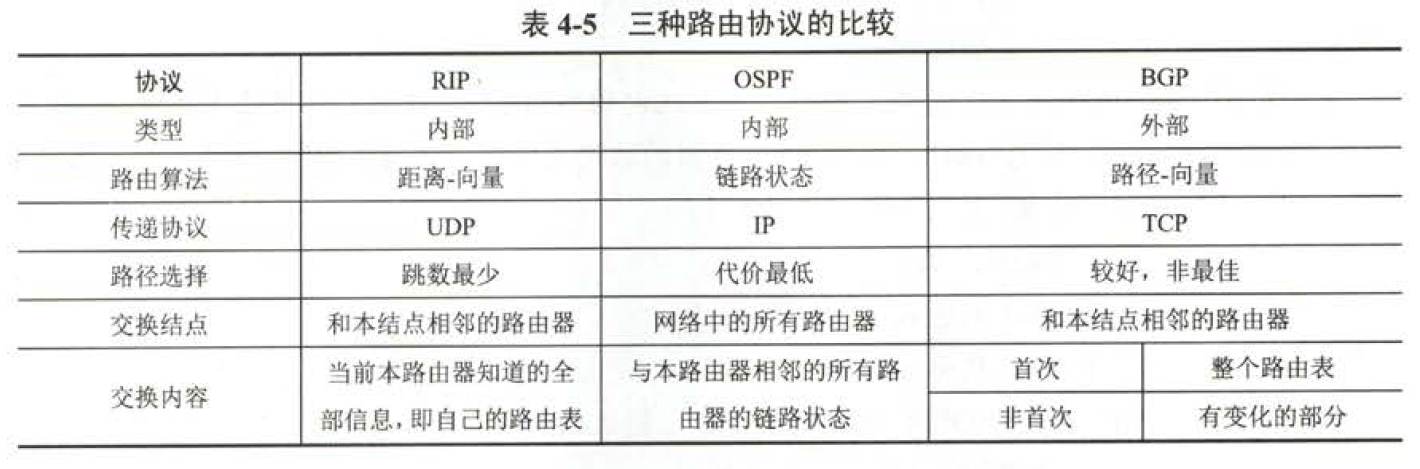 表 4-5 三种路由协议的比较
协议 RIP OSPF BGP
类型 内部 内部 外部
路由算法 距离-向量 链路状态 路径-向量
传递协议 UDP IP TCP
路径选择 跳数最少 代价最低 较好，非最佳
交换结点 和本结点相邻的路由器 网络中的所有路由器 和本结点相邻的路由器
交换内容 当前本路由器知道的全 与本路由器相邻的所有路 首次 整个路由表
部信息，即自己的路由表 由器的链路状态 非首次 有变化的部分